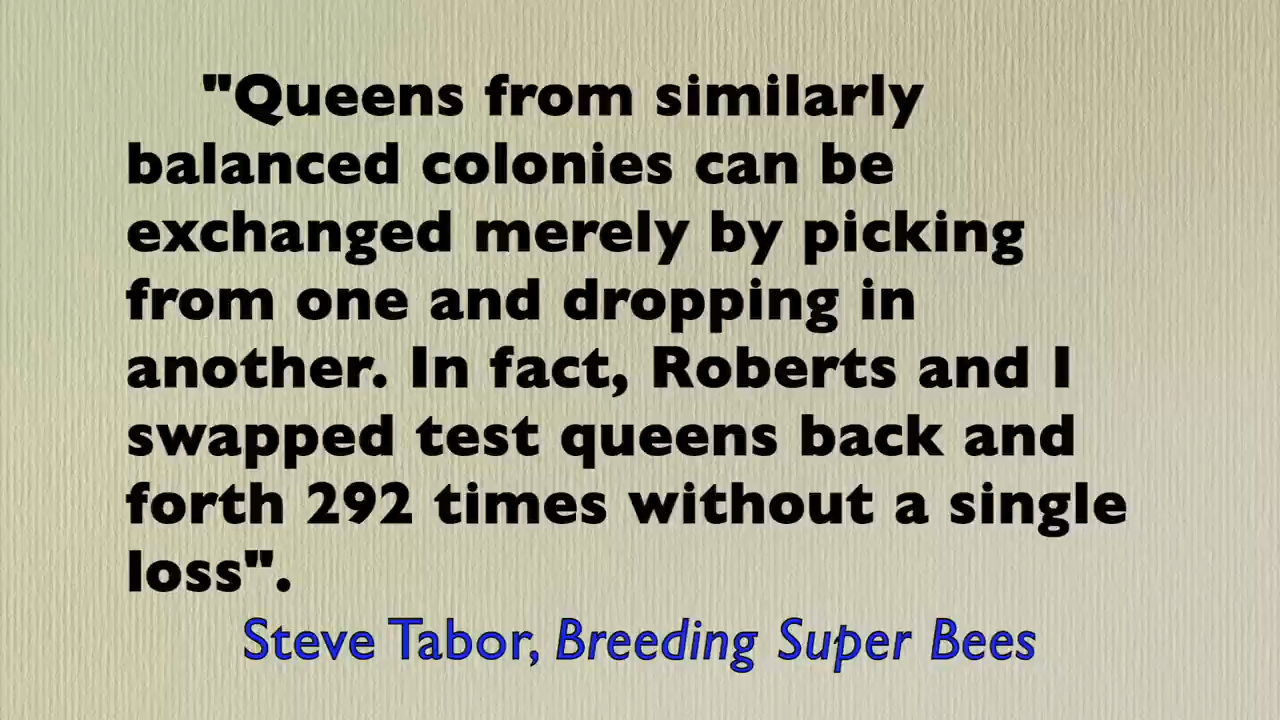 "Queens from similarly
balanced colonies can be
exchanged merely by picking
from one and dropping in
another. In fact, Roberts and I
swapped test queens back and
forth 292 times without a single
loss".
Steve Tabor, Breeding Super Bees